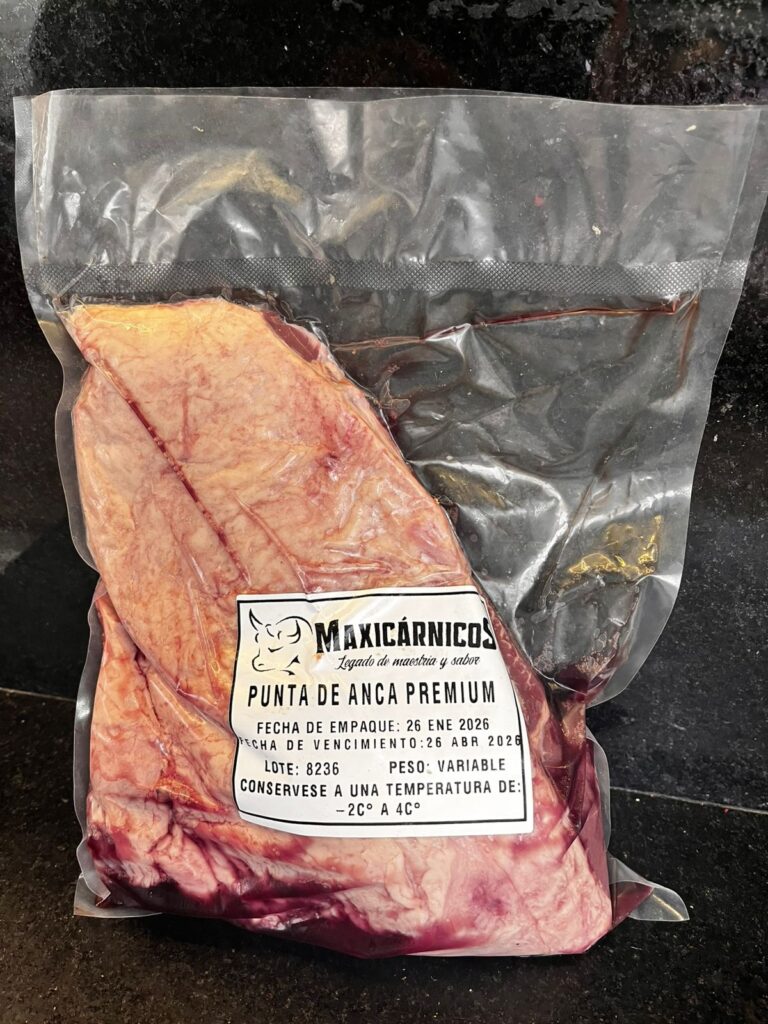 MAXICÁRNICOS
Legado de maestria y sabor
PUNTA DE ANCA PREMIUM
FECHA DE EMPAQUE: 26 ENE 2026
FECHA DE VENCIMIENTO:26 ABR 2026
LOTE: 8236 PESO: VARIABLE
CONSERVESE A UNA TEMPERATURA DE:
-2C° A 4C°